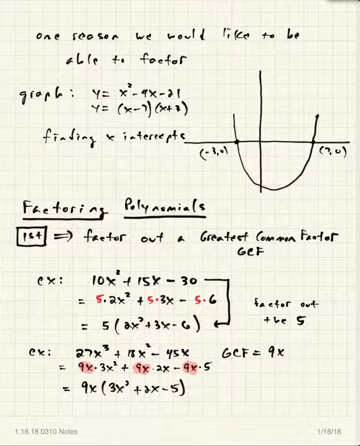 one reason we would like to be
able to factor
graph: y = x² - 4x - 21
y = (x-7)(x+3)
finding x intercepts
(-3,0) (7,0)
Factoring Polynomials
1st ⇒ factor out a Greatest Common Factor
GCF
ex: 10x² + 15x - 30
= 5·2x² + 5·3x - 5·6
= 5(2x² + 3x - 6)
factor out
the 5
ex: 27x³ + 18x² - 45x GCF = 9x
= 9x·3x² + 9x·2x - 9x·5
= 9x(3x² + 2x - 5)
1.18.18 0310 Notes 1/18/18